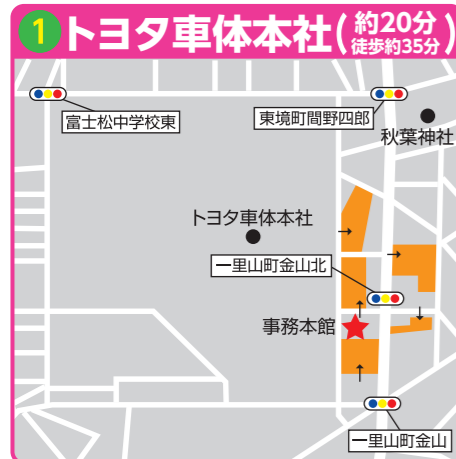 1 トヨタ車体本社(約20分
徒歩約35分)
富士松中学校東
東境町間野四郎
秋葉神社
トヨタ車体本社
一里山町金山北
事務本館
一里山町金山